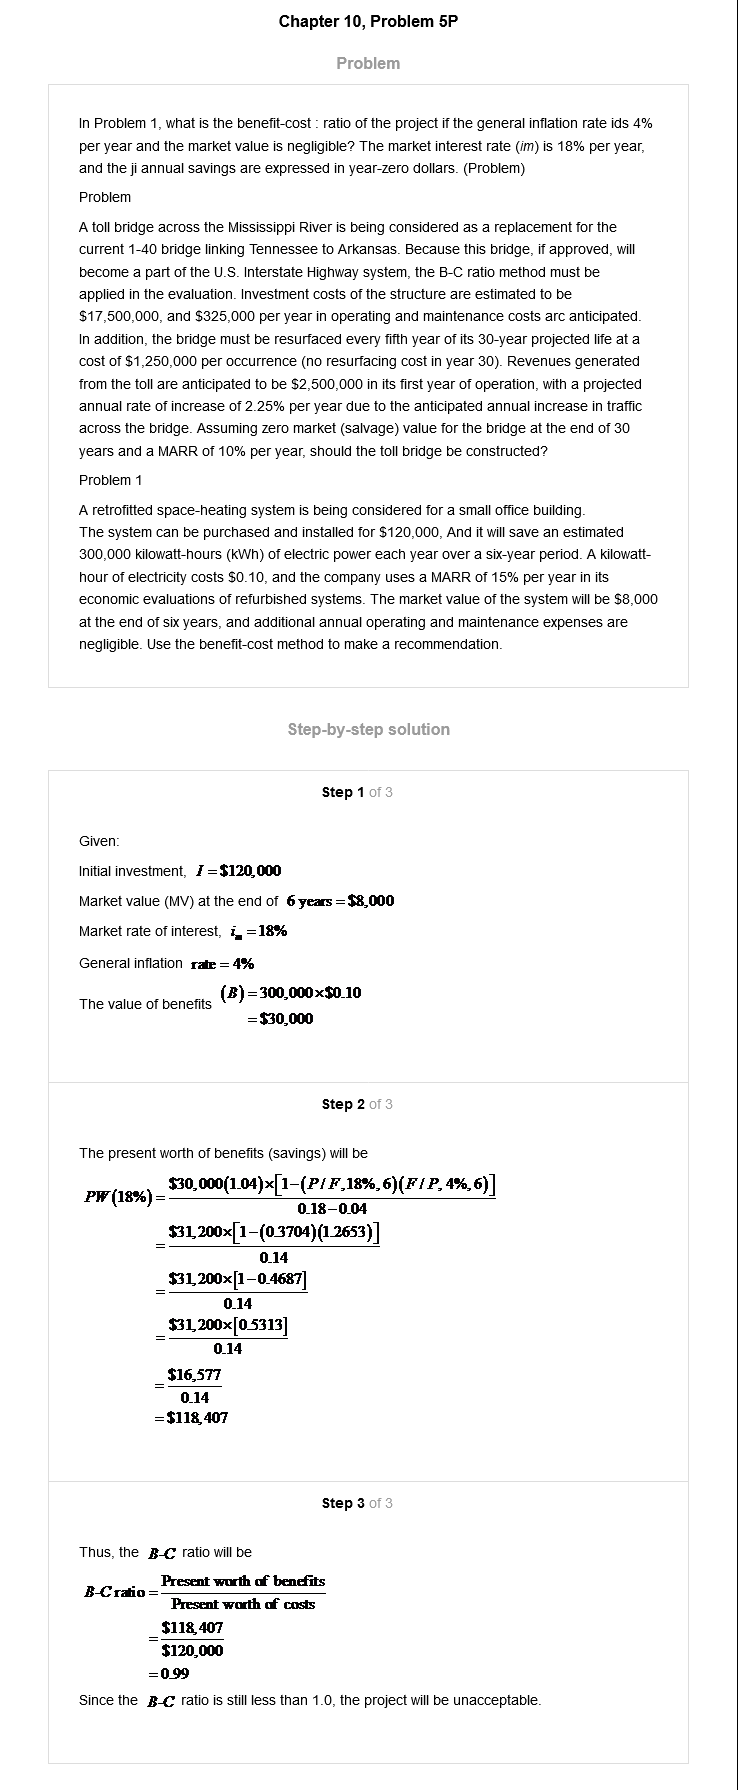 Chapter 10, Problem 5P
Problem
In Problem 1, what is the benefit-cost : ratio of the project if the general inflation rate ids 4%
per year and the market value is negligible? The market interest rate (im) is 18% per year,
and the ji annual savings are expressed in year-zero dollars. (Problem)
Problem
A toll bridge across the Mississippi River is being considered as a replacement for the
current 1-40 bridge linking Tennessee to Arkansas. Because this bridge, if approved, will
become a part of the U.S. Interstate Highway system, the B-C ratio method must be
applied in the evaluation. Investment costs of the structure are estimated to be
$17,500,000, and $325,000 per year in operating and maintenance costs arc anticipated.
In addition, the bridge must be resurfaced every fifth year of its 30-year projected life at a
cost of $1,250,000 per occurrence (no resurfacing cost in year 30). Revenues generated
from the toll are anticipated to be $2,500,000 in its first year of operation, with a projected
annual rate of increase of 2.25% per year due to the anticipated annual increase in traffic
across the bridge. Assuming zero market (salvage) value for the bridge at the end of 30
years and a MARR of 10% per year, should the toll bridge be constructed?
Problem 1
A retrofitted space-heating system is being considered for a small office building.
The system can be purchased and installed for $120,000, And it will save an estimated
300,000 kilowatt-hours (kWh) of electric power each year over a six-year period. A kilowatt-
hour of electricity costs $0.10, and the company uses a MARR of 15% per year in its
economic evaluations of refurbished systems. The market value of the system will be $8,000
at the end of six years, and additional annual operating and maintenance expenses are
negligible. Use the benefit-cost method to make a recommendation.
Step-by-step solution
Step 1 of 3
Given:
Initial investment, I = $120,000
Market value (MV) at the end of 6 years = $8,000
Market rate of interest, i_m = 18%
General inflation rate = 4%
The value of benefits (B) = 300,000×$0.10
= $30,000
Step 2 of 3
The present worth of benefits (savings) will be
PW(18%) = $30,000(1.04)×[1−(P/F,18%,6)(F/P,4%,6)]
0.18−0.04
= $31,200×[1−(0.3704)(1.2653)]
0.14
= $31,200×[1−0.4687]
0.14
= $31,200×[0.5313]
0.14
= $16,577
0.14
= $118,407
Step 3 of 3
Thus, the B-C ratio will be
B-C ratio = Present worth of benefits
Present worth of costs
= $118,407
$120,000
= 0.99
Since the B-C ratio is still less than 1.0, the project will be unacceptable.